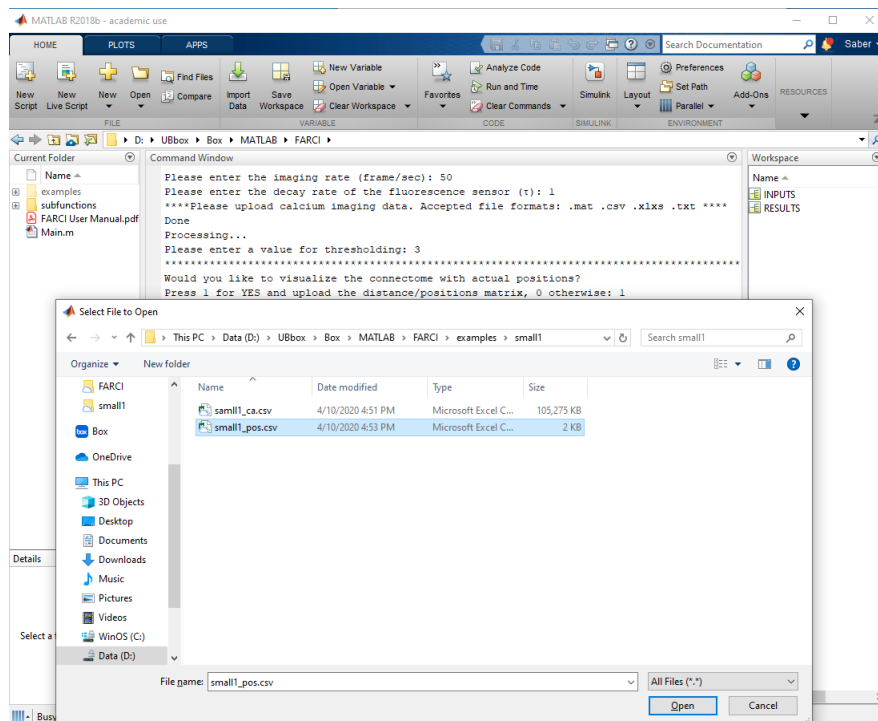 MATLAB R2018b - academic use
HOME PLOTS APPS Search Documentation Saber
New Script New Live Script New Open Find Files Compare Import Data Save Workspace New Variable Open Variable Clear Workspace Favorites Analyze Code Run and Time Clear Commands Simulink Layout Preferences Set Path Parallel Add-Ons RESOURCES
FILE VARIABLE CODE SIMULINK ENVIRONMENT
D: UBbox Box MATLAB FARCI
Current Folder Command Window Workspace
Name
examples
subfunctions
FARCI User Manual.pdf
Main.m
Please enter the imaging rate (frame/sec): 50
Please enter the decay rate of the fluorescence sensor (τ): 1
****Please upload calcium imaging data. Accepted file formats: .mat .csv .xlxs .txt ****
Done
Processing...
Please enter a value for thresholding: 3
Would you like to visualize the connectome with actual positions?
Press 1 for YES and upload the distance/positions matrix, 0 otherwise: 1
Name
INPUTS
RESULTS
Select File to Open
This PC > Data (D:) > UBbox > Box > MATLAB > FARCI > examples > small1 Search small1
Organize New folder
FARCI
small1
Box
OneDrive
This PC
3D Objects
Desktop
Documents
Downloads
Music
Pictures
Videos
WinOS (C:)
Data (D:)
Name Date modified Type Size
samll1_ca.csv 4/10/2020 4:51 PM Microsoft Excel C... 105,275 KB
small1_pos.csv 4/10/2020 4:53 PM Microsoft Excel C... 2 KB
Details
Select a
File name: small1_pos.csv All Files (*.*)
Open Cancel
Busy